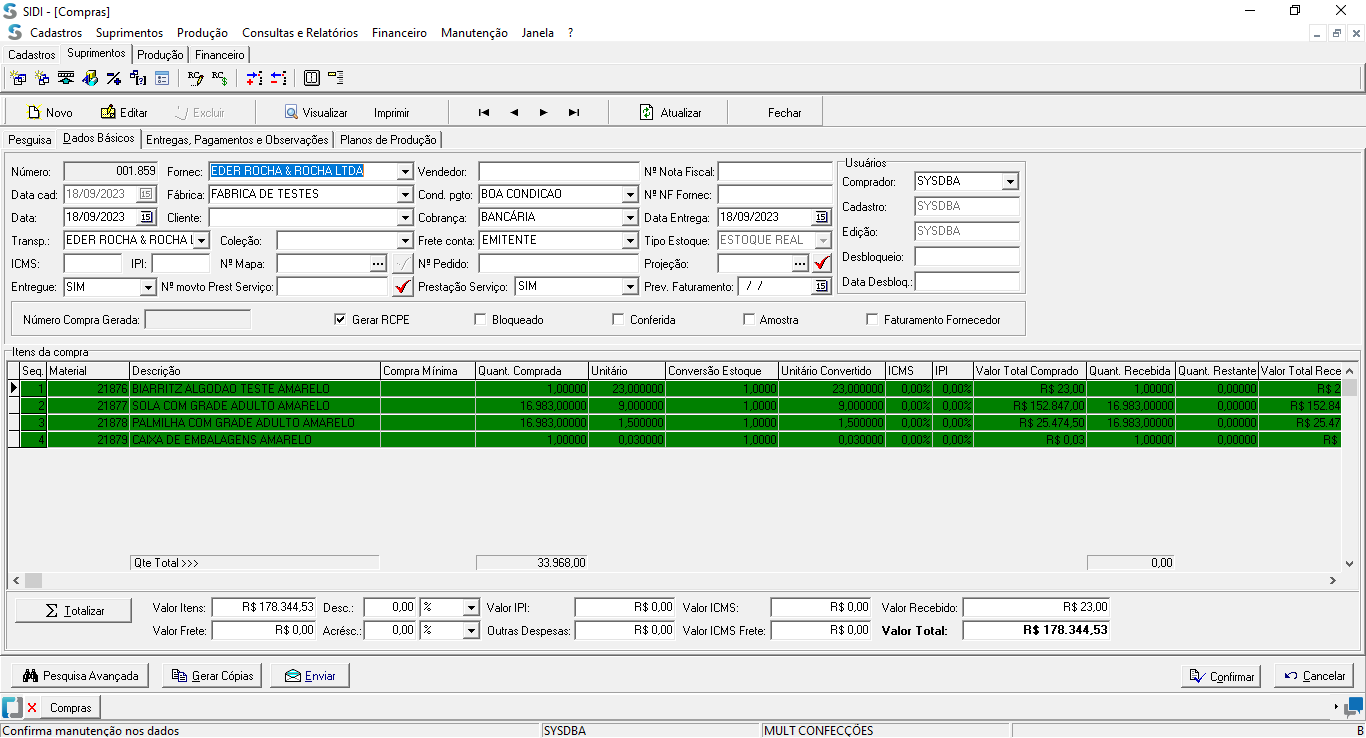 SIDI - [Compras]
Cadastros Suprimentos Produção Consultas e Relatórios Financeiro Manutenção Janela ?
Cadastros Suprimentos Produção Financeiro
Novo Editar Excluir Visualizar Imprimir Atualizar Fechar
Pesquisa Dados Básicos Entregas, Pagamentos e Observações Planos de Produção
Número: 001.859 Fornec: EDER ROCHA & ROCHA LTDA Vendedor: Nº Nota Fiscal: Usuários
Comprador: SYSDBA
Data cad: 18/09/2023 Fábrica: FABRICA DE TESTES Cond. pgto: BOA CONDICAO Nº NF Fornec:
Cadastro: SYSDBA
Data: 18/09/2023 Cliente: Cobrança: BANCÁRIA Data Entrega: 18/09/2023
Edição: SYSDBA
Transp.: EDER ROCHA & ROCHA L Coleção: Frete conta: EMITENTE Tipo Estoque: ESTOQUE REAL
Desbloqueio:
ICMS: IPI: Nº Mapa: Nº Pedido: Projeção:
Data Desbloq.:
Entregue: SIM Nº movto Prest Serviço: Prestação Serviço: SIM Prev. Faturamento: / /
Número Compra Gerada: Gerar RCPE Bloqueado Conferida Amostra Faturamento Fornecedor
Itens da compra
Seq. Material Descrição Compra Mínima Quant. Comprada Unitário Conversão Estoque Unitário Convertido ICMS IPI Valor Total Comprado Quant. Recebida Quant. Restante Valor Total Rece
1 21876 BIARRITZ ALGODAO TESTE AMARELO 1,00000 23,000000 1,0000 23,000000 0,00% 0,00% R$ 23,00 1,00000 0,00000 R$ 2
2 21877 SOLA COM GRADE ADULTO AMARELO 16.983,00000 9,000000 1,0000 9,000000 0,00% 0,00% R$ 152.847,00 16.983,00000 0,00000 R$ 152.84
3 21878 PALMILHA COM GRADE ADULTO AMARELO 16.983,00000 1,500000 1,0000 1,500000 0,00% 0,00% R$ 25.474,50 16.983,00000 0,00000 R$ 25.47
4 21879 CAIXA DE EMBALAGENS AMARELO 1,00000 0,030000 1,0000 0,030000 0,00% 0,00% R$ 0,03 1,00000 0,00000 R$
Qte Total >>> 33.968,00 0,00
Totalizar Valor Itens: R$ 178.344,53 Desc.: 0,00 % Valor IPI: R$ 0,00 Valor ICMS: R$ 0,00 Valor Recebido: R$ 23,00
Valor Frete: R$ 0,00 Acrésc.: 0,00 % Outras Despesas: R$ 0,00 Valor ICMS Frete: R$ 0,00 Valor Total: R$ 178.344,53
Pesquisa Avançada Gerar Cópias Enviar Confirmar Cancelar
Compras
Confirma manutenção nos dados SYSDBA MULT CONFECÇÕES B